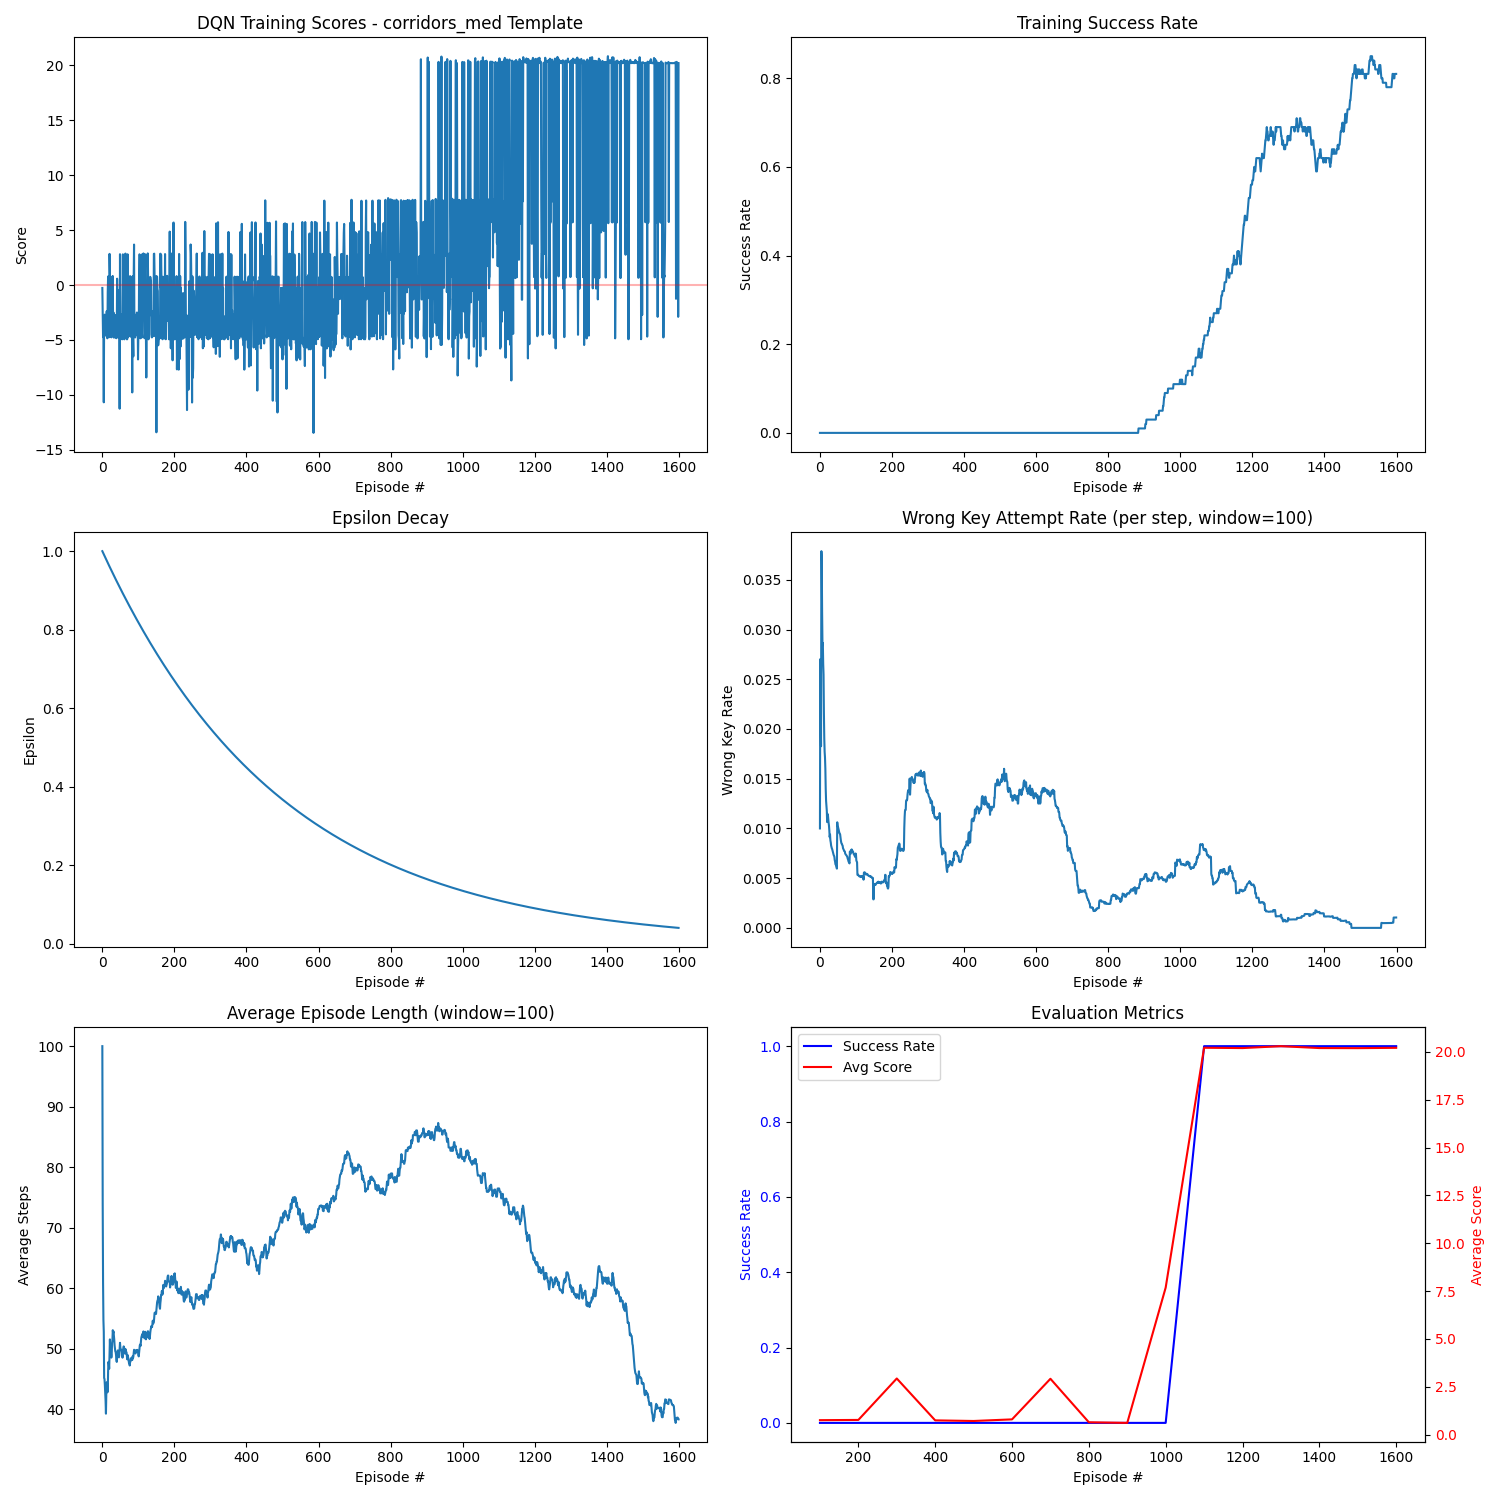 DQN Training Scores - corridors_med Template
Score
20
15
10
5
0
−5
−10
−15
0 200 400 600 800 1000 1200 1400 1600
Episode #
Training Success Rate
Success Rate
0.8
0.6
0.4
0.2
0.0
0 200 400 600 800 1000 1200 1400 1600
Episode #
Epsilon Decay
Epsilon
1.0
0.8
0.6
0.4
0.2
0.0
0 200 400 600 800 1000 1200 1400 1600
Episode #
Wrong Key Attempt Rate (per step, window=100)
Wrong Key Rate
0.035
0.030
0.025
0.020
0.015
0.010
0.005
0.000
0 200 400 600 800 1000 1200 1400 1600
Episode #
Average Episode Length (window=100)
Average Steps
100
90
80
70
60
50
40
0 200 400 600 800 1000 1200 1400 1600
Episode #
Evaluation Metrics
Success Rate
Avg Score
Success Rate
1.0
0.8
0.6
0.4
0.2
0.0
20.0
17.5
15.0
12.5
10.0
7.5
5.0
2.5
0.0
Average Score
200 400 600 800 1000 1200 1400 1600
Episode #